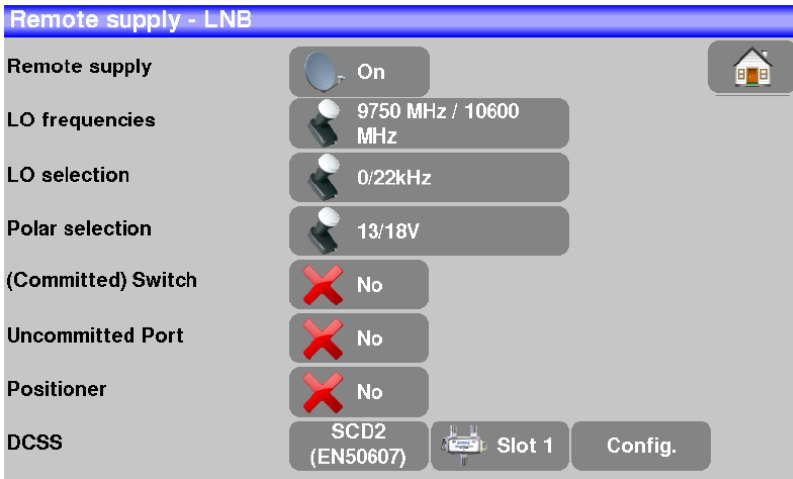 Remote supply - LNB
Remote supply
On
LO frequencies
9750 MHz / 10600
MHz
LO selection
0/22kHz
Polar selection
13/18V
(Committed) Switch
No
Uncommitted Port
No
Positioner
No
DCSS
SCD2
(EN50607)
Slot 1
Config.